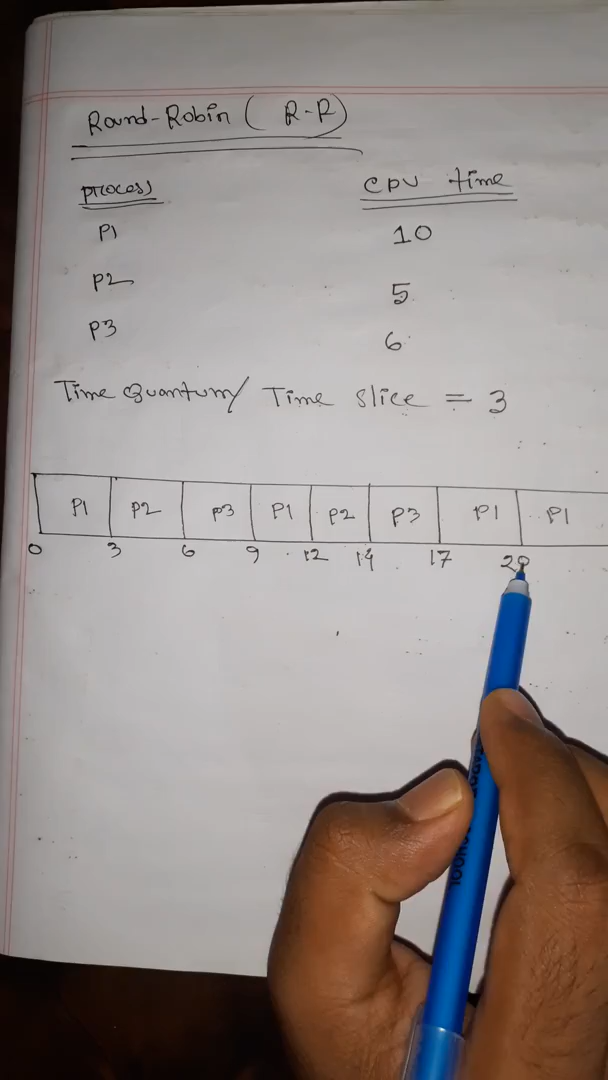 Round-Robin (R-R)
process CPU time
P1 10
P2 5
P3 6
Time Quantum/ Time slice = 3
P1 P2 P3 P1 P2 P3 P1 P1
0 3 6 9 12 14 17 20